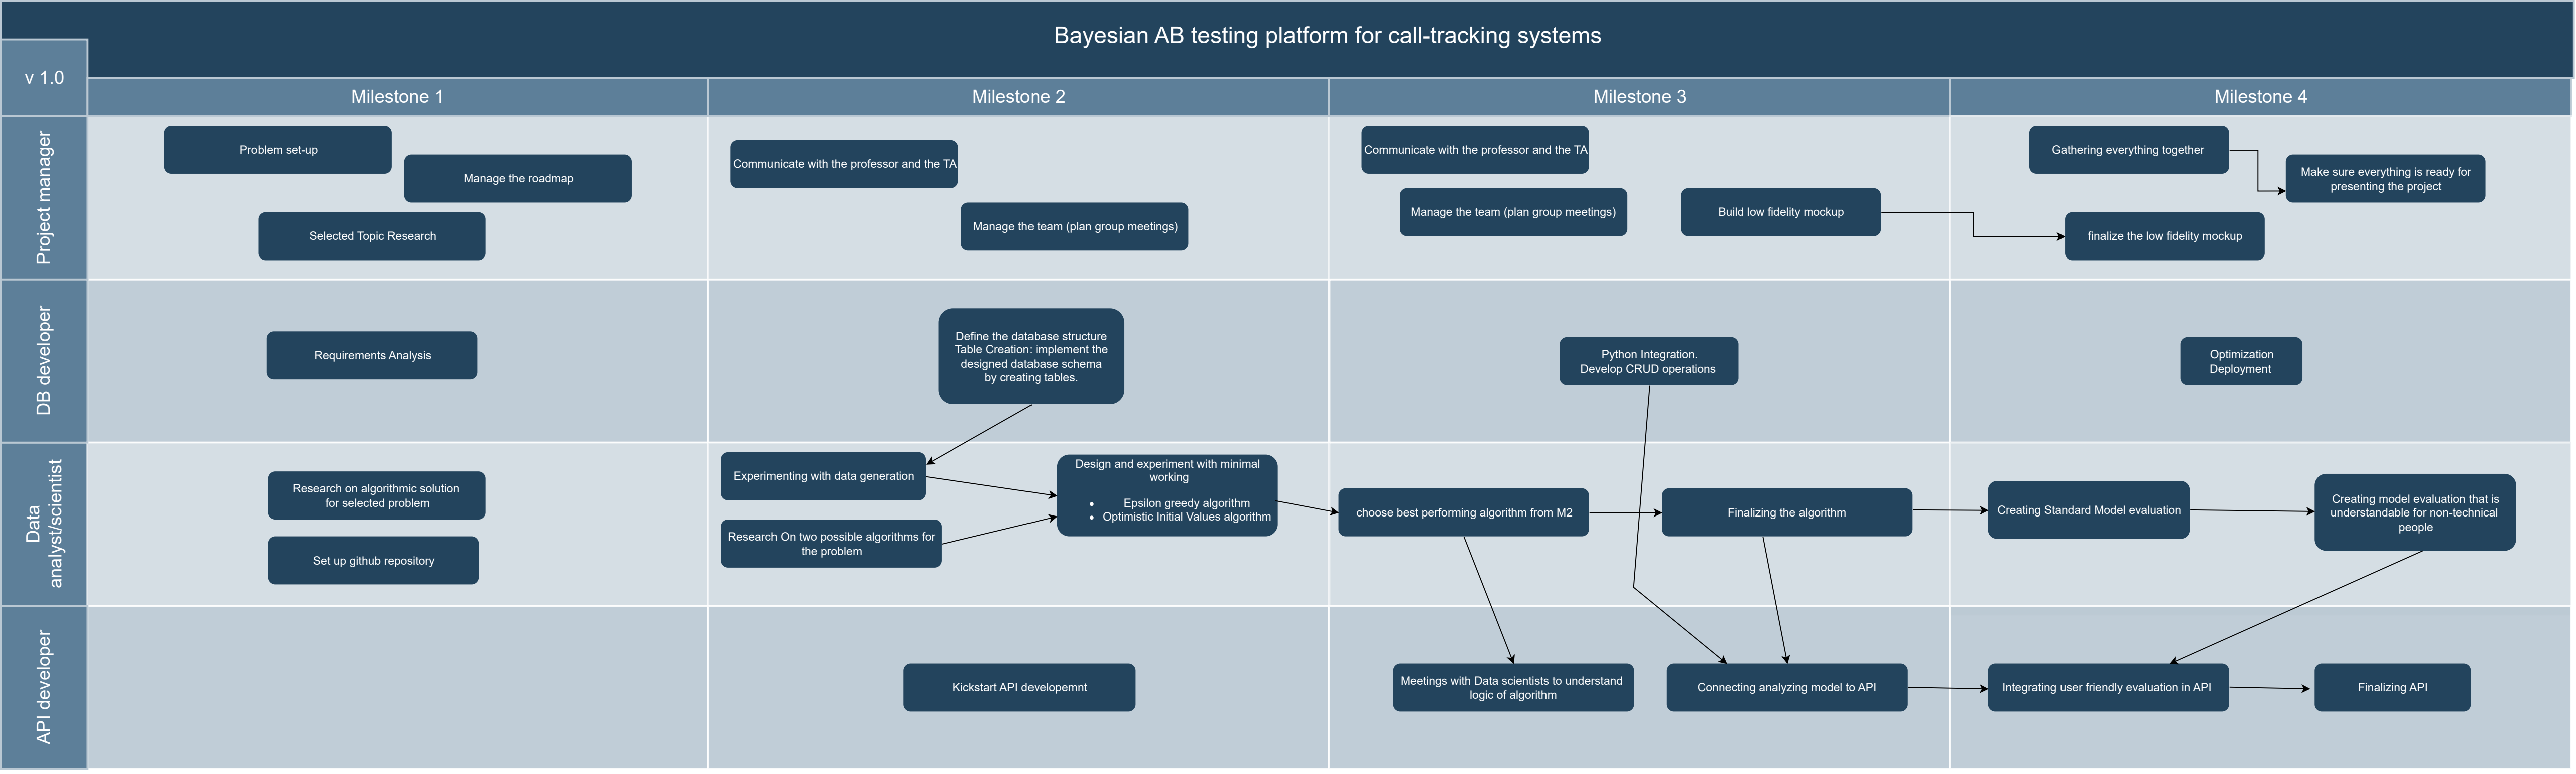 Bayesian AB testing platform for call-tracking systems
v 1.0
Milestone 1
Milestone 2
Milestone 3
Milestone 4
Project manager
Problem set-up
Manage the roadmap
Selected Topic Research
Communicate with the professor and the TA
Manage the team (plan group meetings)
Communicate with the professor and the TA
Manage the team (plan group meetings)
Build low fidelity mockup
Gathering everything together
Make sure everything is ready for
presenting the project
finalize the low fidelity mockup
DB developer
Requirements Analysis
Define the database structure
Table Creation: implement the
designed database schema
by creating tables.
Python Integration.
Develop CRUD operations
Optimization
Deployment
Data
analyst/scientist
Research on algorithmic solution
for selected problem
Set up github repository
Experimenting with data generation
Research On two possible algorithms for
the problem
Design and experiment with minimal
working
• Epsilon greedy algorithm
• Optimistic Initial Values algorithm
choose best performing algorithm from M2
Finalizing the algorithm
Creating Standard Model evaluation
Creating model evaluation that is
understandable for non-technical
people
API developer
Kickstart API developemnt
Meetings with Data scientists to understand
logic of algorithm
Connecting analyzing model to API
Integrating user friendly evaluation in API
Finalizing API